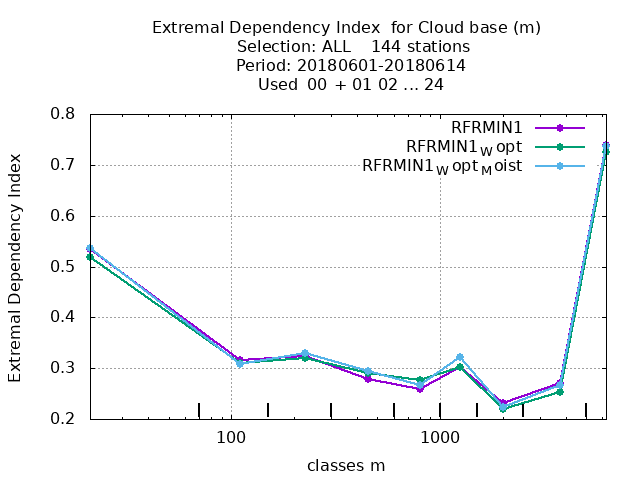 Extremal Dependency Index  for Cloud base (m)
Selection: ALL    144 stations
Period: 20180601-20180614
Used  00  + 01 02 ... 24
RFRMIN1
RFRMIN1Wopt
RFRMIN1WoptMoist
0.8
0.7
0.6
0.5
0.4
0.3
0.2
Extremal Dependency Index
100 1000
classes m